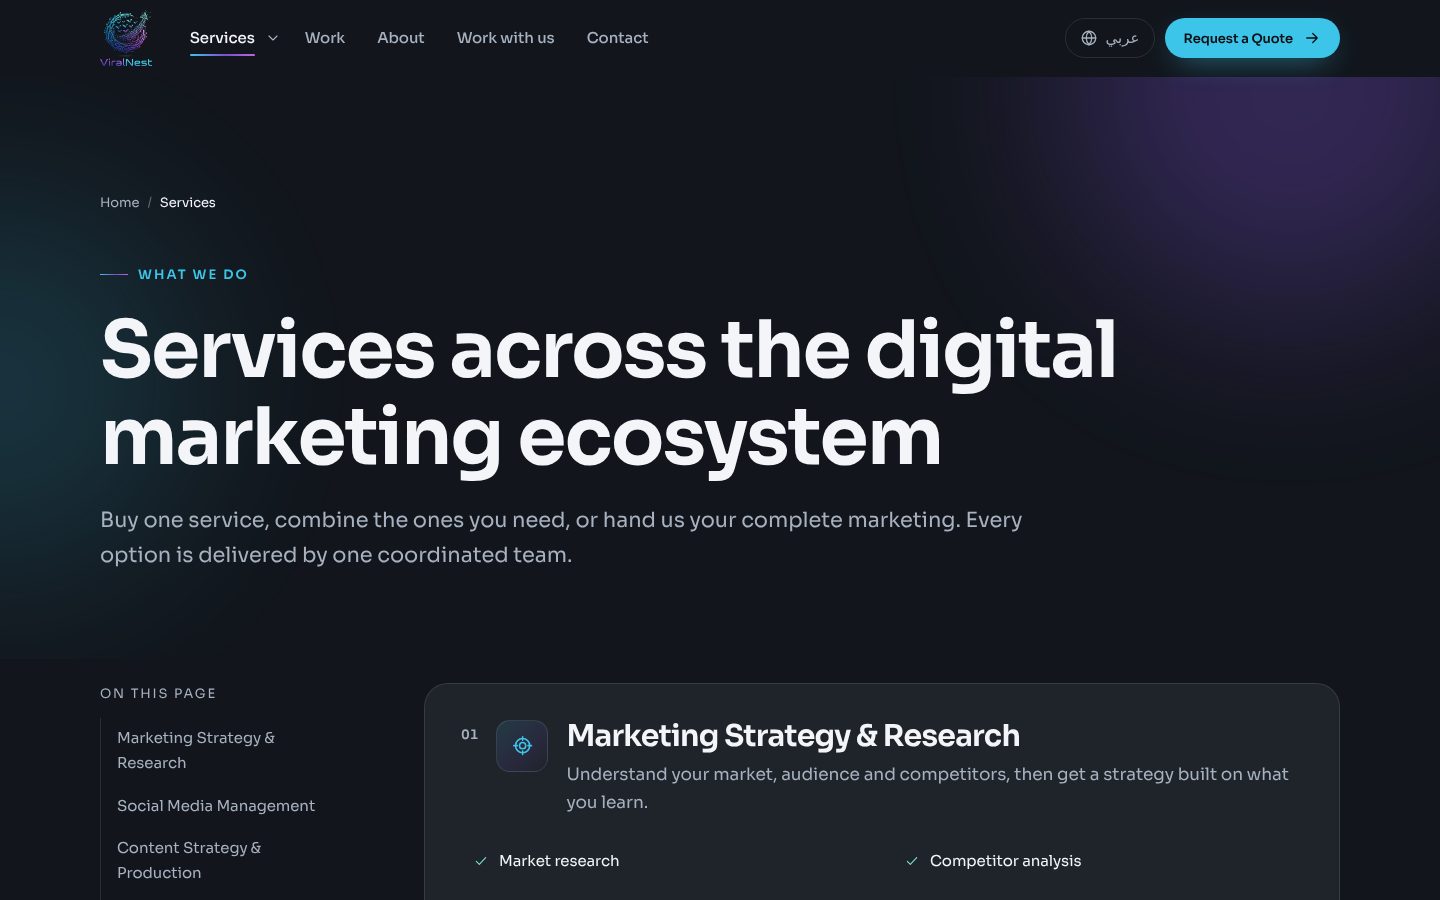 ViralNest
Services
Work
About
Work with us
Contact
عربي
Request a Quote
Home / Services
WHAT WE DO
Services across the digital
marketing ecosystem
Buy one service, combine the ones you need, or hand us your complete marketing. Every
option is delivered by one coordinated team.
ON THIS PAGE
Marketing Strategy &
Research
Social Media Management
Content Strategy &
Production
01
Marketing Strategy & Research
Understand your market, audience and competitors, then get a strategy built on what
you learn.
Market research
Competitor analysis